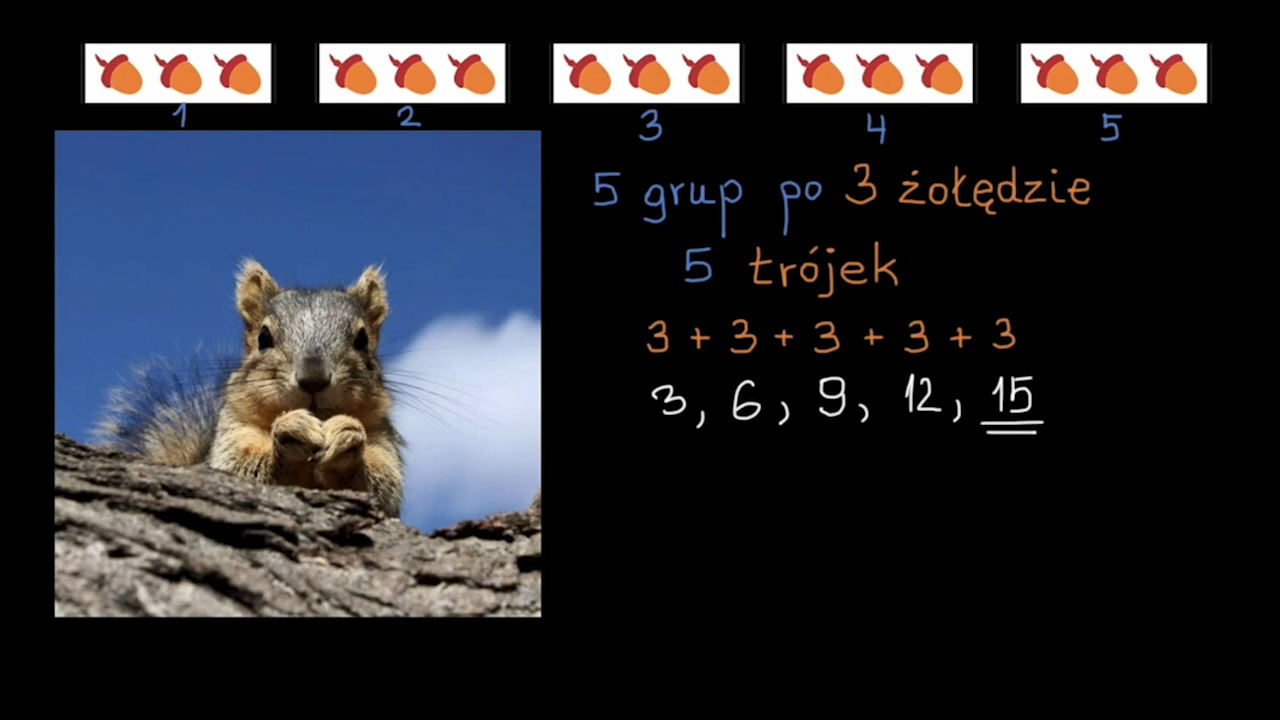 1 2 3 4 5
5 grup po 3 żołędzie
5 trójek
3 + 3 + 3 + 3 + 3
3, 6, 9, 12, 15